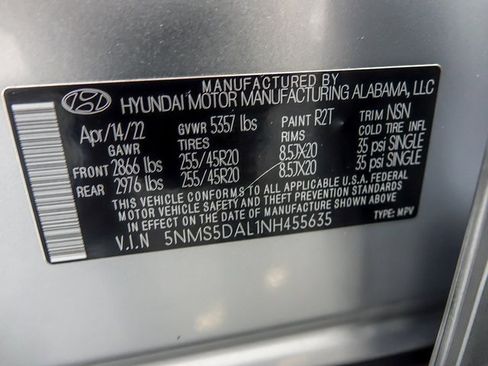 MANUFACTURED BY
HYUNDAI MOTOR MANUFACTURING ALABAMA, LLC
Apr/14/22 GVWR 5357 lbs PAINT R2T TRIM NSN
GAWR TIRES RIMS COLD TIRE INFL
FRONT 2866 lbs 255/45R20 8.5JX20 35 psi SINGLE
REAR 2976 lbs 255/45R20 8.5JX20 35 psi SINGLE
THIS VEHICLE CONFORMS TO ALL APPLICABLE U.S.A. FEDERAL
MOTOR VEHICLE SAFETY AND THEFT PREVENTION STANDARDS IN
EFFECT ON THE DATE OF MANUFACTURE SHOWN ABOVE.
V.I.N 5NMS5DAL1NH455635 TYPE: MPV